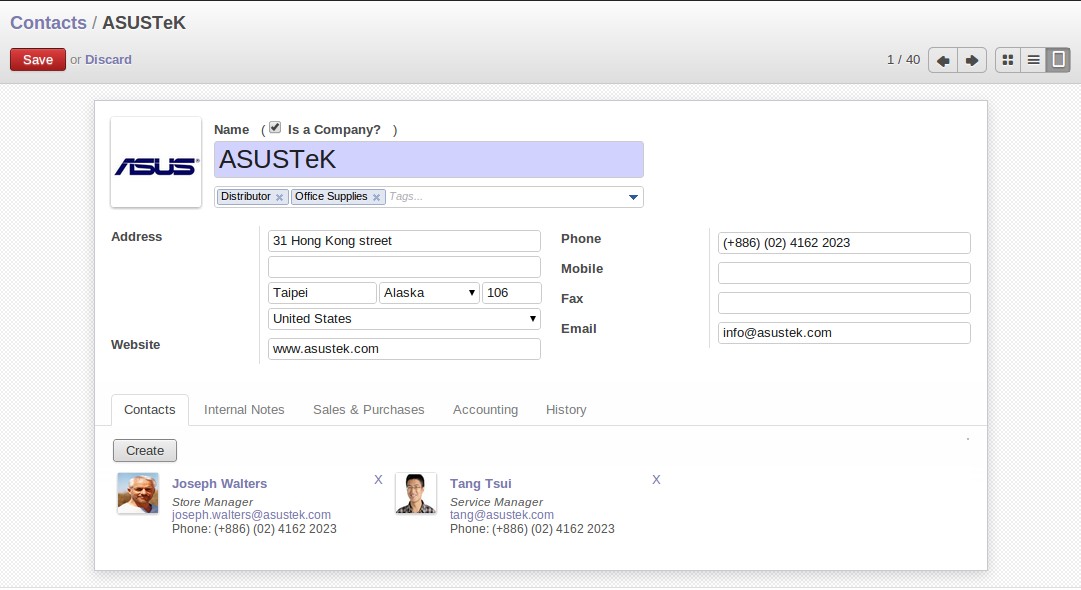 Contacts / ASUSTeK
Save or Discard
1 / 40
Name ( Is a Company? )
ASUS®
ASUSTeK
Distributor x Office Supplies x Tags...
Address
31 Hong Kong street
Taipei Alaska 106
United States
Website
www.asustek.com
Phone
(+886) (02) 4162 2023
Mobile
Fax
Email
info@asustek.com
Contacts Internal Notes Sales & Purchases Accounting History
Create
Joseph Walters X
Store Manager
joseph.walters@asustek.com
Phone: (+886) (02) 4162 2023
Tang Tsui X
Service Manager
tang@asustek.com
Phone: (+886) (02) 4162 2023